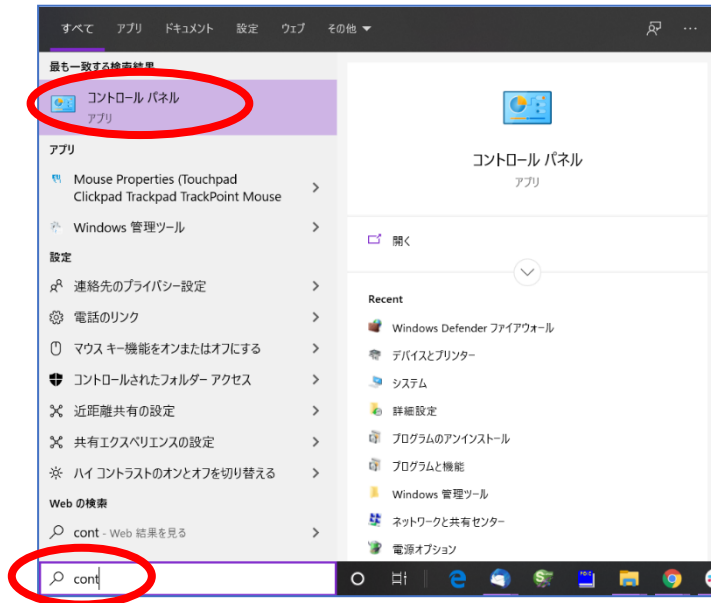 すべて アプリ ドキュメント 設定 ウェブ その他
最も一致する検索結果
コントロール パネル
アプリ
アプリ
Mouse Properties (Touchpad
Clickpad Trackpad TrackPoint Mouse
Windows 管理ツール
設定
連絡先のプライバシー設定
電話のリンク
マウス キー機能をオンまたはオフにする
コントロールされたフォルダー アクセス
近距離共有の設定
共有エクスペリエンスの設定
ハイ コントラストのオンとオフを切り替える
Web の検索
cont - Web 結果を見る
cont
コントロール パネル
アプリ
開く
Recent
Windows Defender ファイアウォール
デバイスとプリンター
システム
詳細設定
プログラムのアンインストール
プログラムと機能
Windows 管理ツール
ネットワークと共有センター
電源オプション